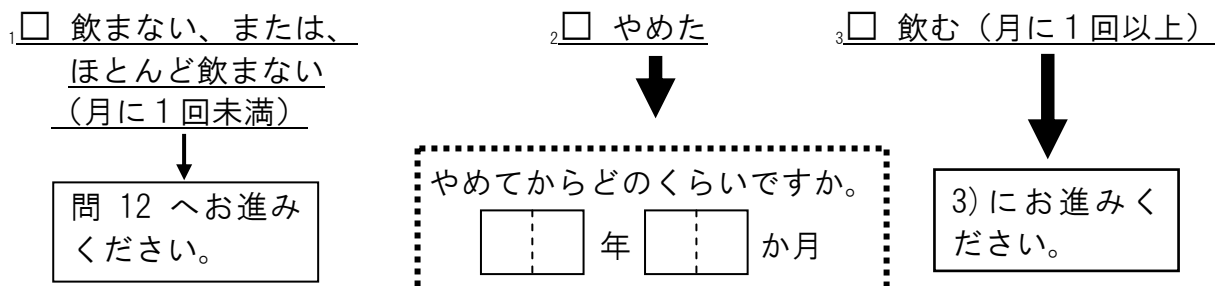 1□ 飲まない、または、
ほとんど飲まない
（月に１回未満）
2□ やめた
3□ 飲む（月に１回以上）
問 12 へお進み
ください。
やめてからどのくらいですか。
年 か月
3)にお進みく
ださい。